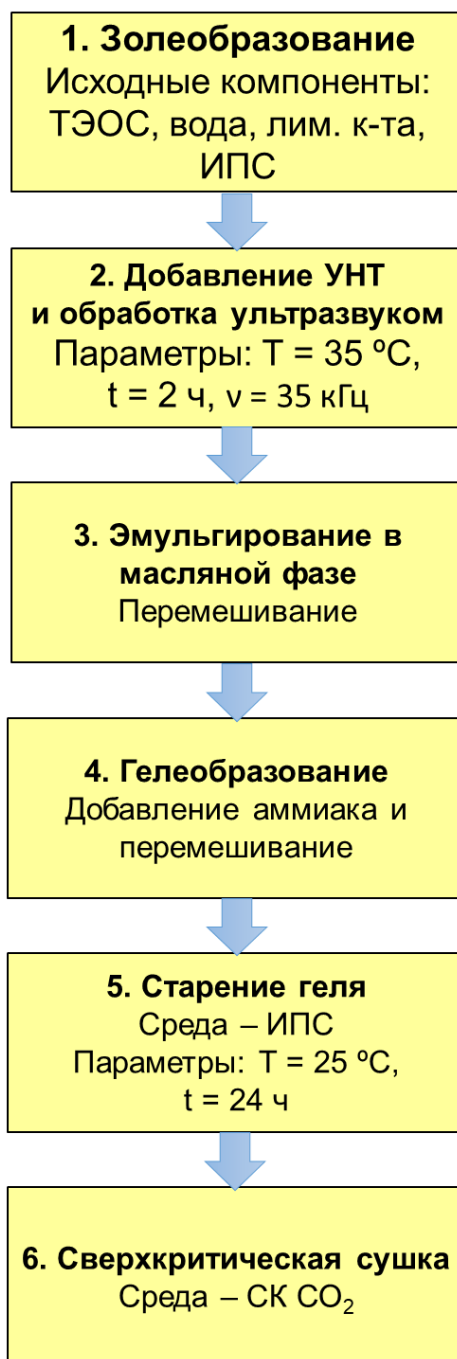 1. Золеобразование
Исходные компоненты:
ТЭОС, вода, лим. к-та,
ИПС
2. Добавление УНТ
и обработка ультразвуком
Параметры: T = 35 ºC,
t = 2 ч, ν = 35 кГц
3. Эмульгирование в
масляной фазе
Перемешивание
4. Гелеобразование
Добавление аммиака и
перемешивание
5. Старение геля
Среда – ИПС
Параметры: T = 25 ºC,
t = 24 ч
6. Сверхкритическая сушка
Среда – СК CO₂